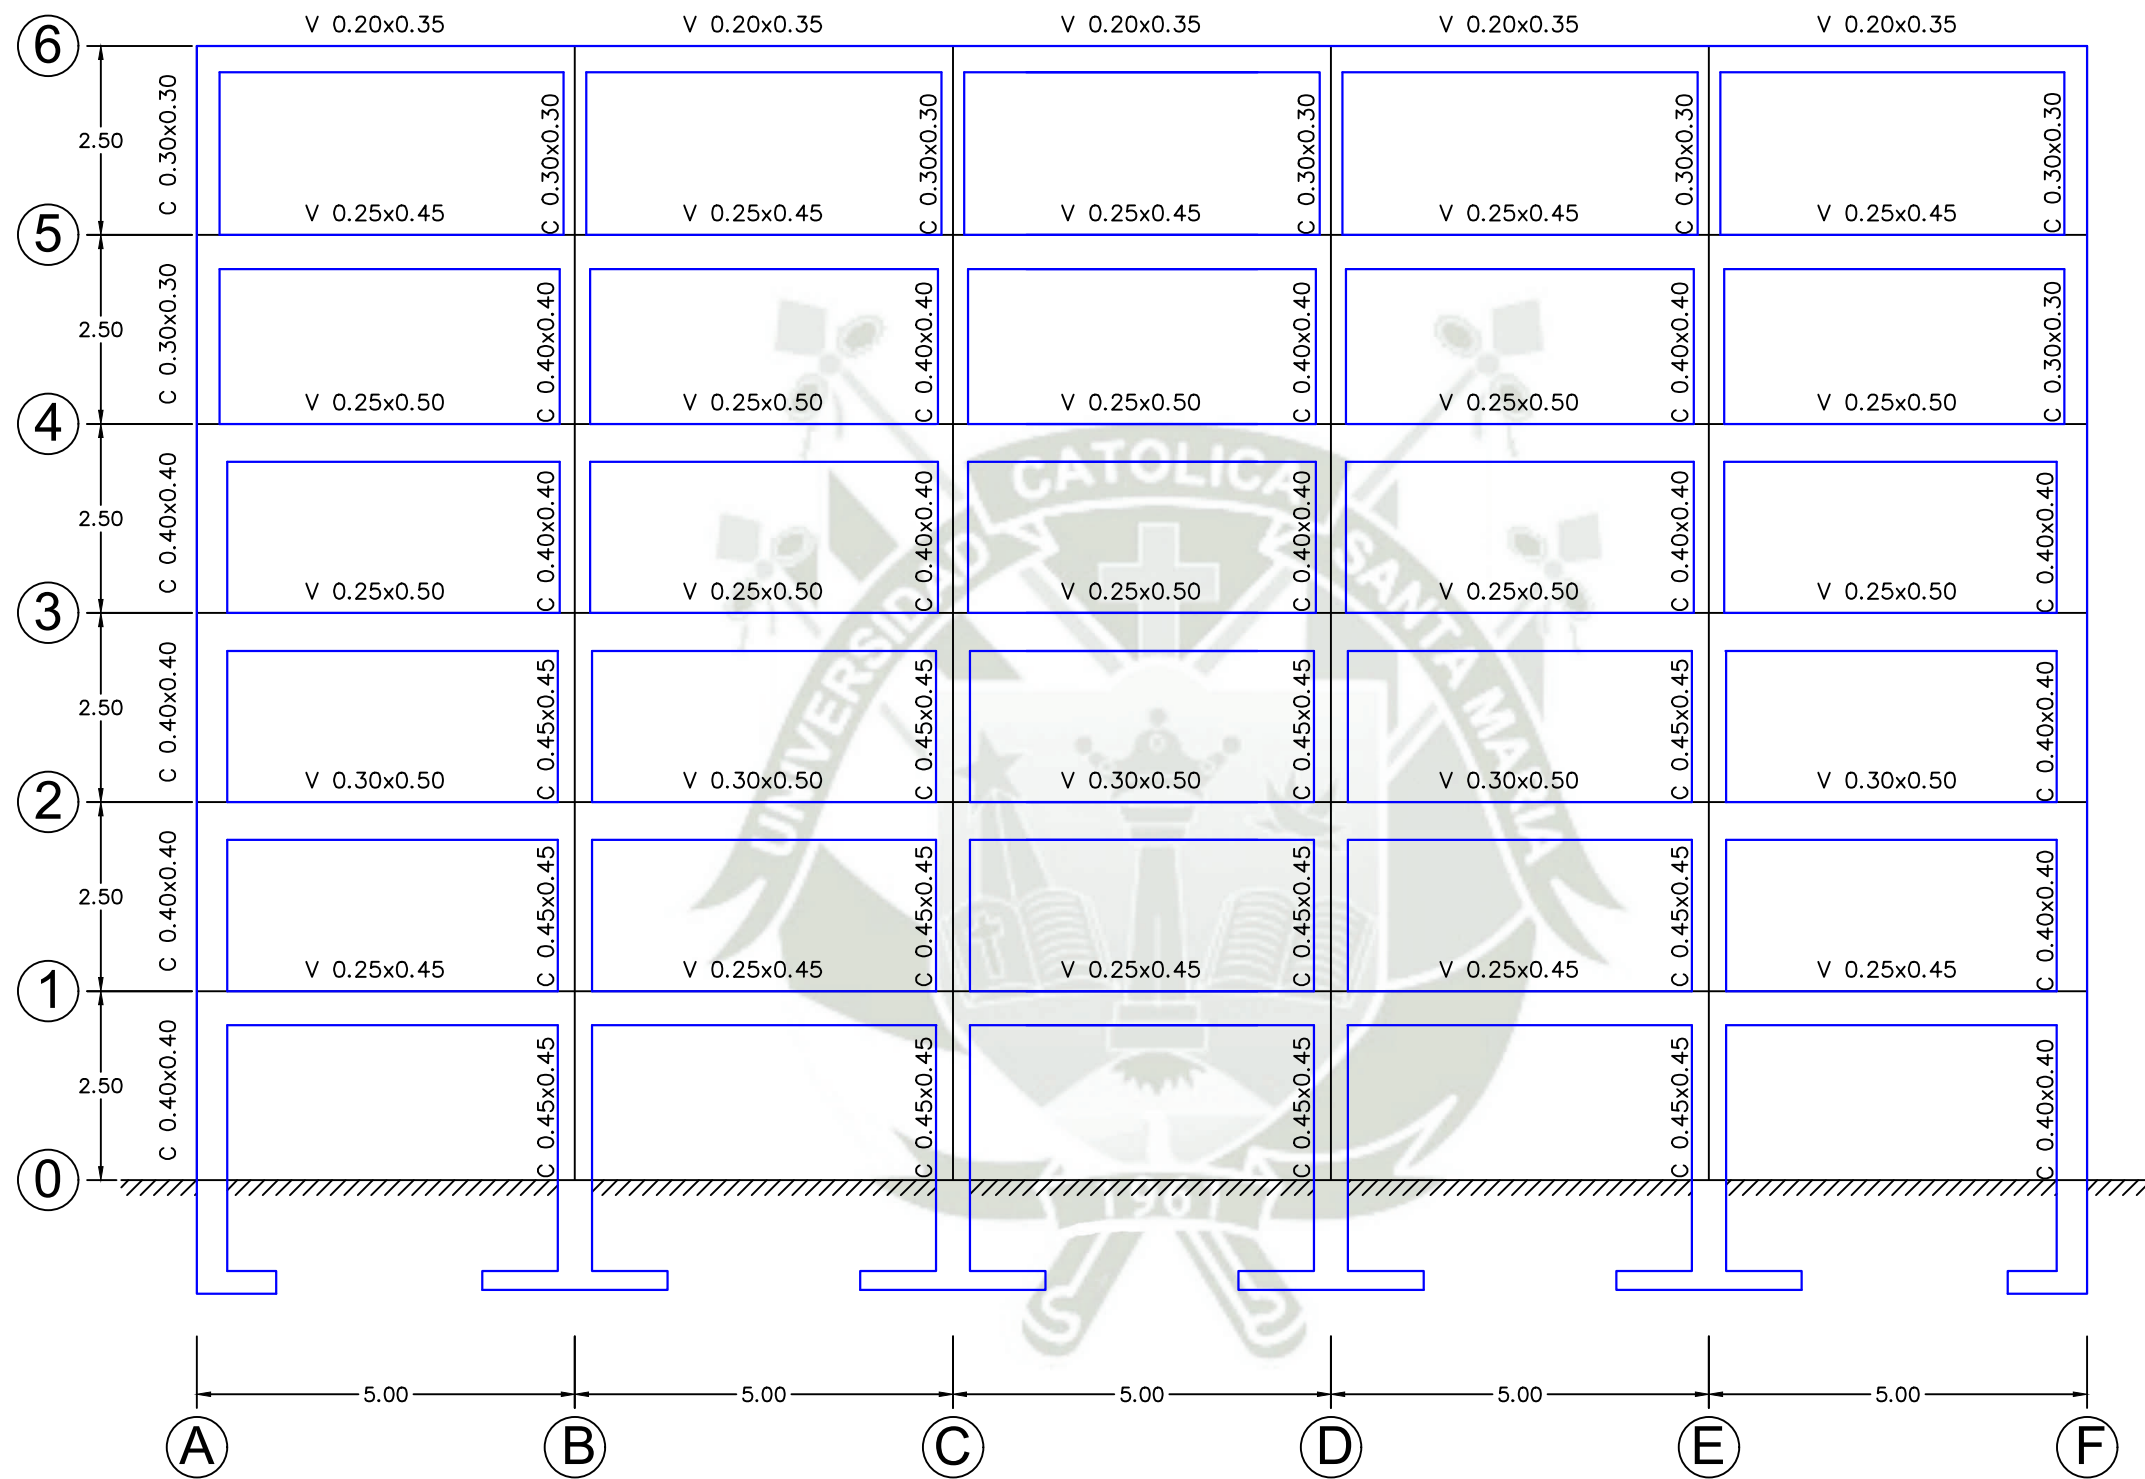 V 0.20x0.35 V 0.20x0.35 V 0.20x0.35 V 0.20x0.35 V 0.20x0.35
6
2.50 C 0.30x0.30 C 0.30x0.30 C 0.30x0.30 C 0.30x0.30 C 0.30x0.30 C 0.30x0.30
V 0.25x0.45 V 0.25x0.45 V 0.25x0.45 V 0.25x0.45 V 0.25x0.45
5
2.50 C 0.30x0.30 C 0.40x0.40 C 0.40x0.40 C 0.40x0.40 C 0.40x0.40 C 0.30x0.30
V 0.25x0.50 V 0.25x0.50 V 0.25x0.50 V 0.25x0.50 V 0.25x0.50
4
2.50 C 0.40x0.40 C 0.40x0.40 C 0.40x0.40 C 0.40x0.40 C 0.40x0.40 C 0.40x0.40
V 0.25x0.50 V 0.25x0.50 V 0.25x0.50 V 0.25x0.50 V 0.25x0.50
3
2.50 C 0.40x0.40 C 0.45x0.45 C 0.45x0.45 C 0.45x0.45 C 0.45x0.45 C 0.40x0.40
V 0.30x0.50 V 0.30x0.50 V 0.30x0.50 V 0.30x0.50 V 0.30x0.50
2
2.50 C 0.40x0.40 C 0.45x0.45 C 0.45x0.45 C 0.45x0.45 C 0.45x0.45 C 0.40x0.40
V 0.25x0.45 V 0.25x0.45 V 0.25x0.45 V 0.25x0.45 V 0.25x0.45
1
2.50 C 0.40x0.40 C 0.45x0.45 C 0.45x0.45 C 0.45x0.45 C 0.45x0.45 C 0.40x0.40
0
5.00 5.00 5.00 5.00 5.00
A B C D E F
UNIVERSIDAD CATOLICA SANTA MARIA
1961